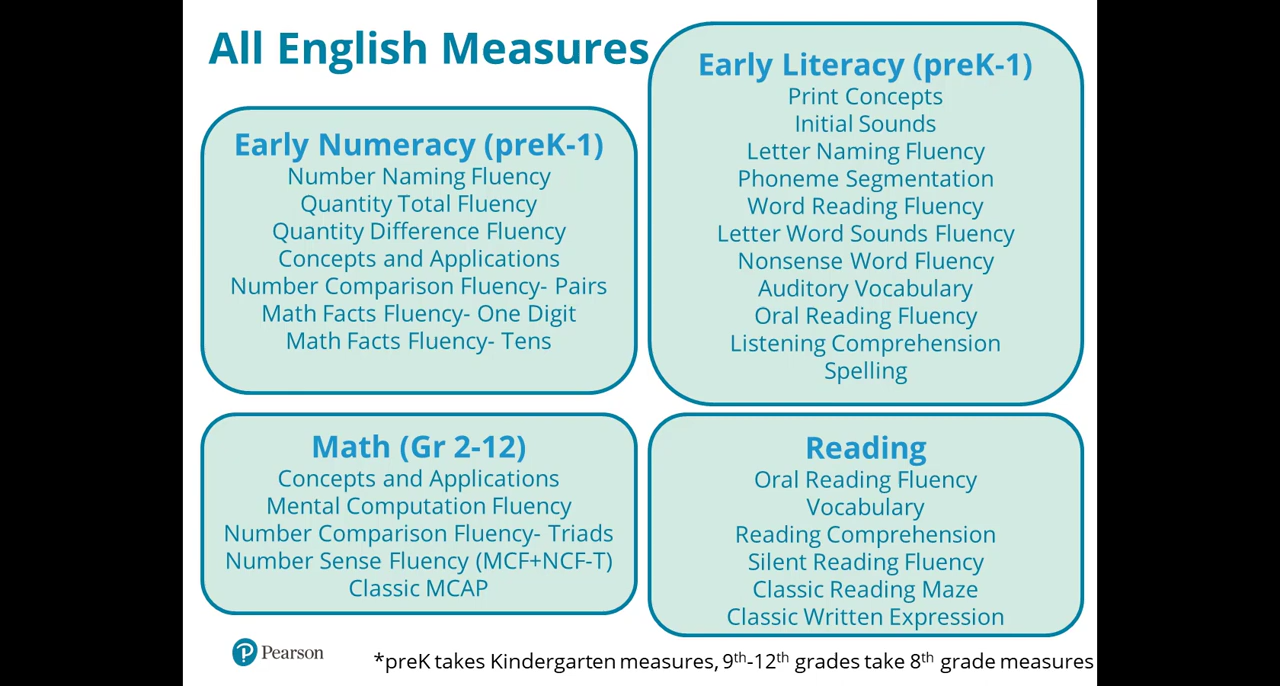 All English Measures
Early Numeracy (preK-1)
Number Naming Fluency
Quantity Total Fluency
Quantity Difference Fluency
Concepts and Applications
Number Comparison Fluency- Pairs
Math Facts Fluency- One Digit
Math Facts Fluency- Tens
Early Literacy (preK-1)
Print Concepts
Initial Sounds
Letter Naming Fluency
Phoneme Segmentation
Word Reading Fluency
Letter Word Sounds Fluency
Nonsense Word Fluency
Auditory Vocabulary
Oral Reading Fluency
Listening Comprehension
Spelling
Math (Gr 2-12)
Concepts and Applications
Mental Computation Fluency
Number Comparison Fluency- Triads
Number Sense Fluency (MCF+NCF-T)
Classic MCAP
Reading
Oral Reading Fluency
Vocabulary
Reading Comprehension
Silent Reading Fluency
Classic Reading Maze
Classic Written Expression
P Pearson
*preK takes Kindergarten measures, 9th-12th grades take 8th grade measures